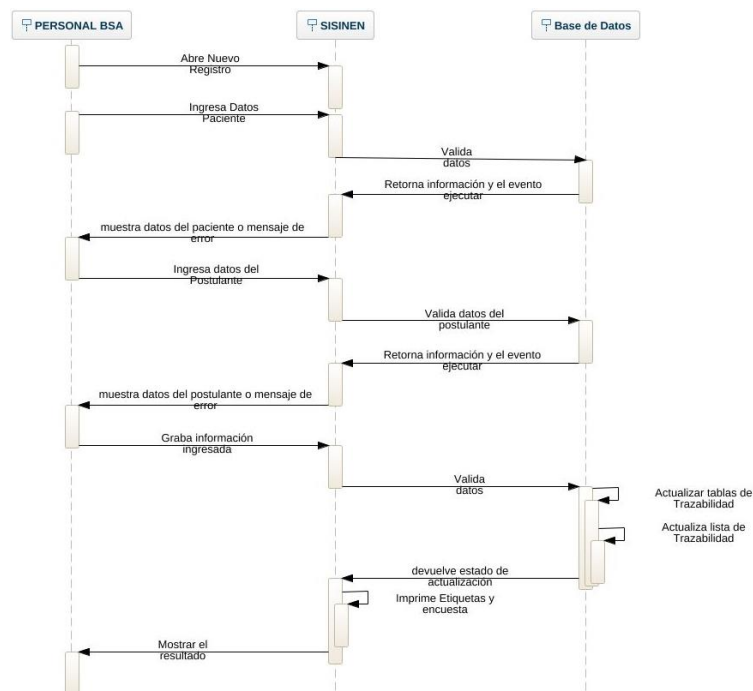 PERSONAL BSA
SISINEN
Base de Datos
Abre Nuevo
Registro
Ingresa Datos
Paciente
Valida
datos
Retorna información y el evento
ejecutar
muestra datos del paciente o mensaje de
error
Ingresa datos del
Postulante
Valida datos del
postulante
Retorna información y el evento
ejecutar
muestra datos del postulante o mensaje de
error
Graba información
ingresada
Valida
datos
Actualizar tablas de
Trazabilidad
Actualiza lista de
Trazabilidad
devuelve estado de
actualización
Imprime Etiquetas y
encuesta
Mostrar el
resultado